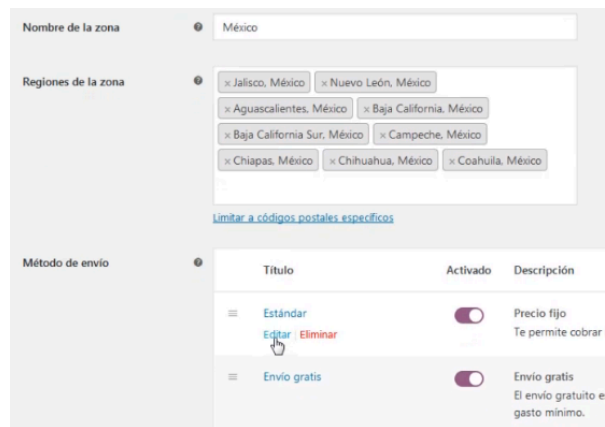 Nombre de la zona
México
Regiones de la zona
× Jalisco, México × Nuevo León, México
× Aguascalientes, México × Baja California, México
× Baja California Sur, México × Campeche, México
× Chiapas, México × Chihuahua, México × Coahuila, México
Limitar a códigos postales específicos
Método de envío
Título Activado Descripción
Estándar Precio fijo
Editar | Eliminar Te permite cobrar
Envío gratis Envío gratis
El envío gratuito e
gasto mínimo.